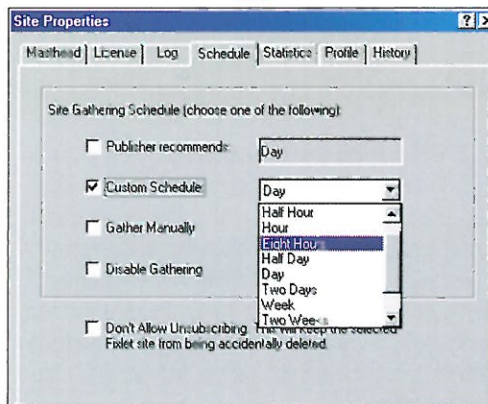 Site Properties
? X
Masthead License Log Schedule Statistics Profile History
Site Gathering Schedule (choose one of the following)
Publisher recommends: Day
Custom Schedule Day
Half Hour
Hour
Gather Manually
Eight Hours
Half Day
Disable Gathering
Day
Two Days
Week
Two Weeks
Don't Allow Unsubscribing. This will keep the selected
Fixlet site from being accidentally deleted.